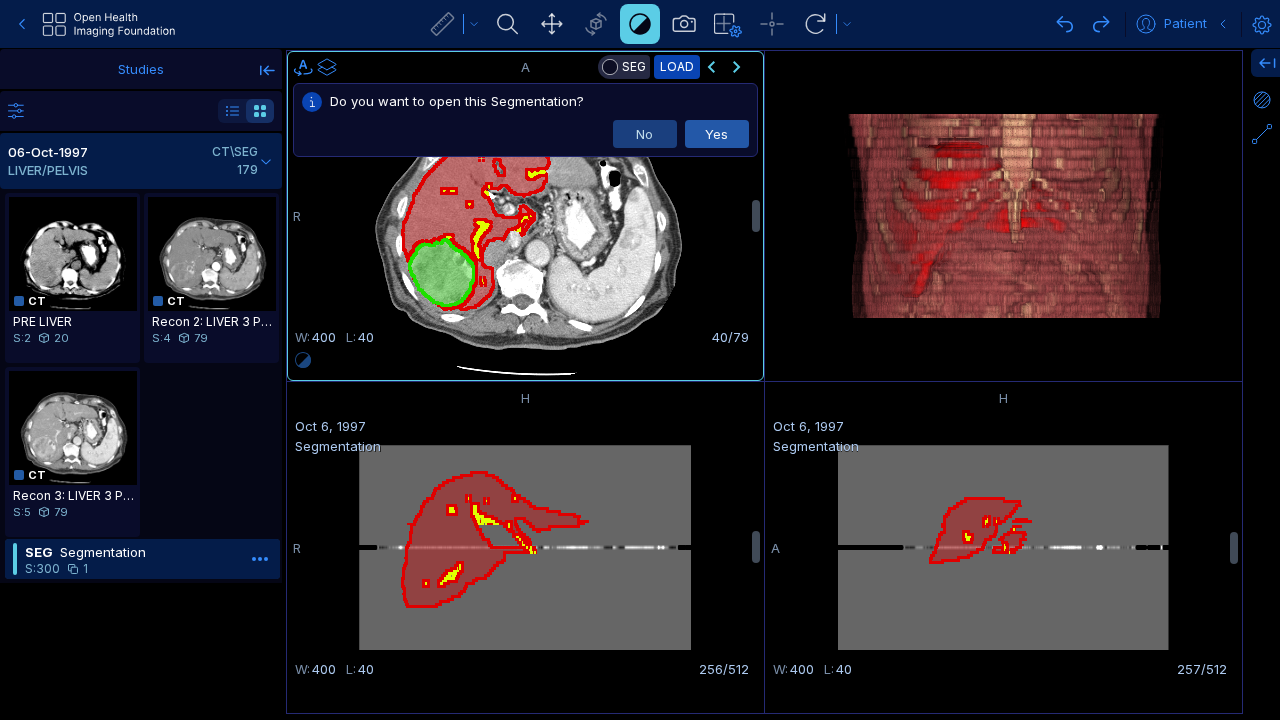 Open Health
Imaging Foundation
Patient
Studies
06-Oct-1997
CT\SEG
LIVER/PELVIS
179
CT
PRE LIVER
S:2 20
CT
Recon 2: LIVER 3 P...
S:4 79
CT
Recon 3: LIVER 3 P...
S:5 79
SEG Segmentation
S:300 1
A
SEG
LOAD
Do you want to open this Segmentation?
No
Yes
R
W:400 L:40
40/79
H
Oct 6, 1997
Segmentation
R
W:400 L:40
256/512
H
Oct 6, 1997
Segmentation
A
W:400 L:40
257/512